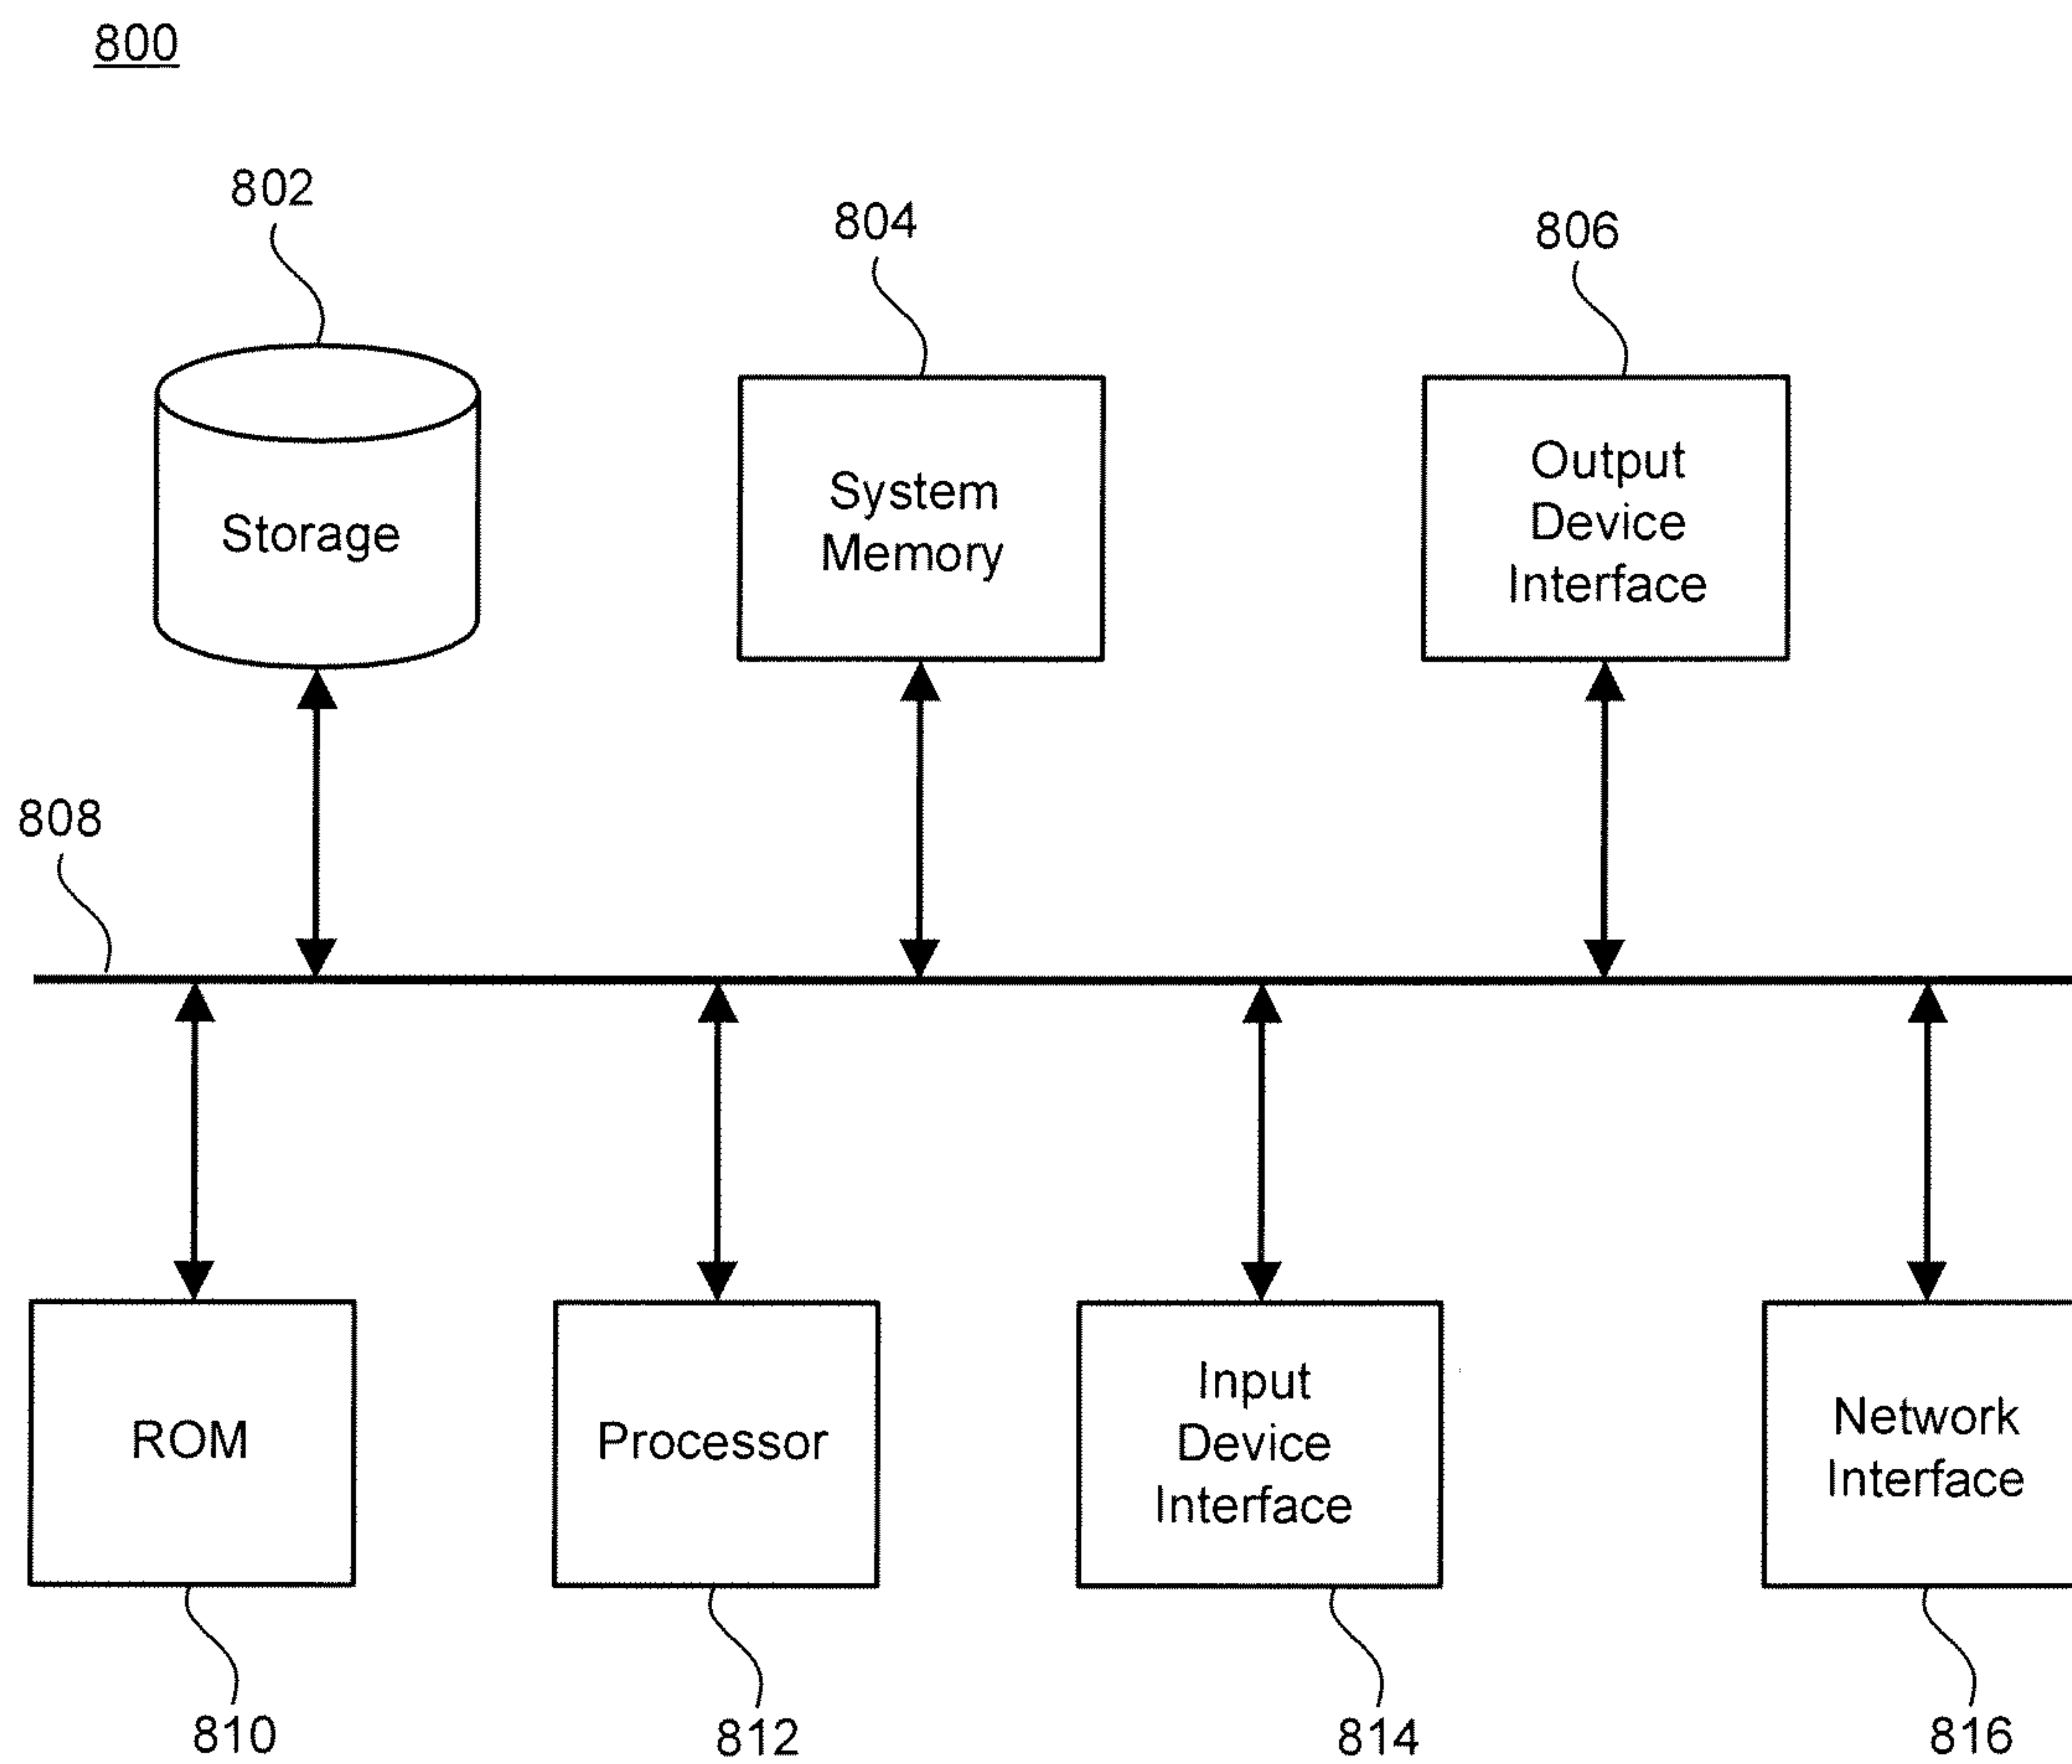 800
802
804
806
Storage
System
Memory
Output
Device
Interface
808
ROM
Processor
Input
Device
Interface
Network
Interface
810
812
814
816